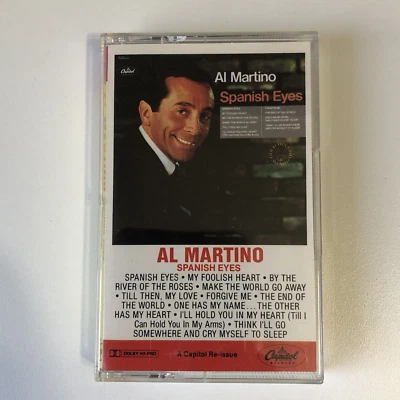 Capitol
Al Martino
Spanish Eyes
AL MARTINO
SPANISH EYES
SPANISH EYES • MY FOOLISH HEART • BY THE
RIVER OF THE ROSES • MAKE THE WORLD GO AWAY
• TILL THEN, MY LOVE • FORGIVE ME • THE END OF
THE WORLD • ONE HAS MY NAME...THE OTHER
HAS MY HEART • I'LL HOLD YOU IN MY HEART (Till I
Can Hold You In My Arms) • THINK I'LL GO
SOMEWHERE AND CRY MYSELF TO SLEEP
DOLBY HX PRO
A Capitol Re-issue
Capitol